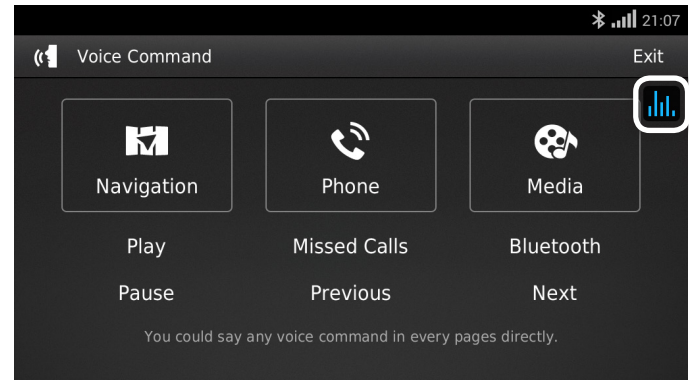 21:07
Voice Command Exit
Navigation Phone Media
Play Missed Calls Bluetooth
Pause Previous Next
You could say any voice command in every pages directly.